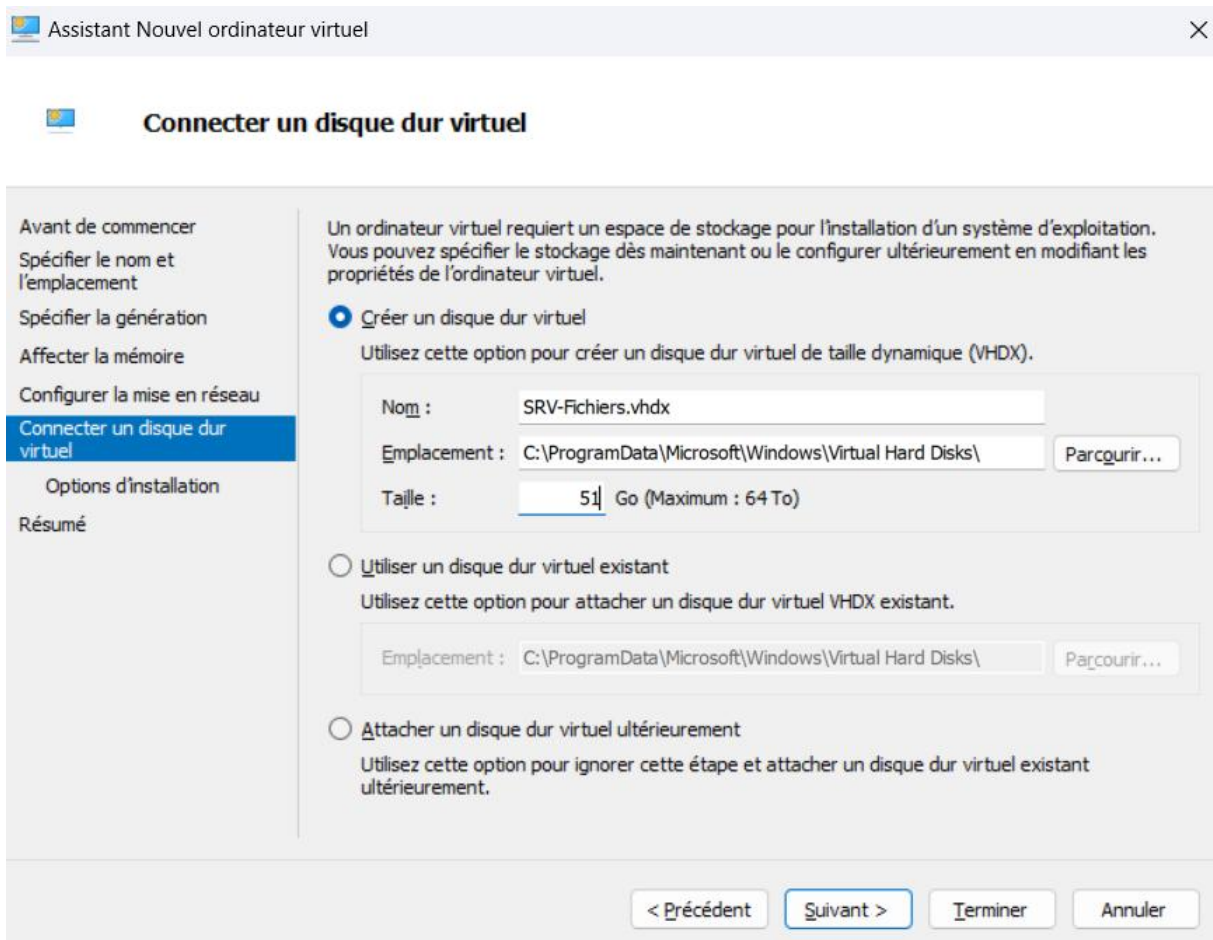 Assistant Nouvel ordinateur virtuel
Connecter un disque dur virtuel
Avant de commencer
Spécifier le nom et
l'emplacement
Spécifier la génération
Affecter la mémoire
Configurer la mise en réseau
Connecter un disque dur
virtuel
Options d'installation
Résumé
Un ordinateur virtuel requiert un espace de stockage pour l'installation d'un système d'exploitation.
Vous pouvez spécifier le stockage dès maintenant ou le configurer ultérieurement en modifiant les
propriétés de l'ordinateur virtuel.
Créer un disque dur virtuel
Utilisez cette option pour créer un disque dur virtuel de taille dynamique (VHDX).
Nom : SRV-Fichiers.vhdx
Emplacement : C:\ProgramData\Microsoft\Windows\Virtual Hard Disks\ Parcourir...
Taille : 51 Go (Maximum : 64 To)
Utiliser un disque dur virtuel existant
Utilisez cette option pour attacher un disque dur virtuel VHDX existant.
Emplacement : C:\ProgramData\Microsoft\Windows\Virtual Hard Disks\ Parcourir...
Attacher un disque dur virtuel ultérieurement
Utilisez cette option pour ignorer cette étape et attacher un disque dur virtuel existant
ultérieurement.
< Précédent Suivant > Terminer Annuler